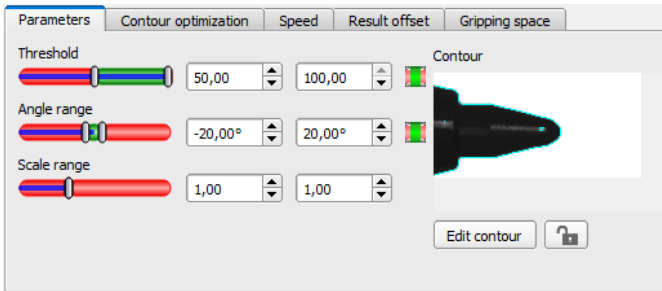 Parameters Contour optimization Speed Result offset Gripping space
Threshold
50,00 100,00
Contour
Angle range
-20,00° 20,00°
Scale range
1,00 1,00
Edit contour